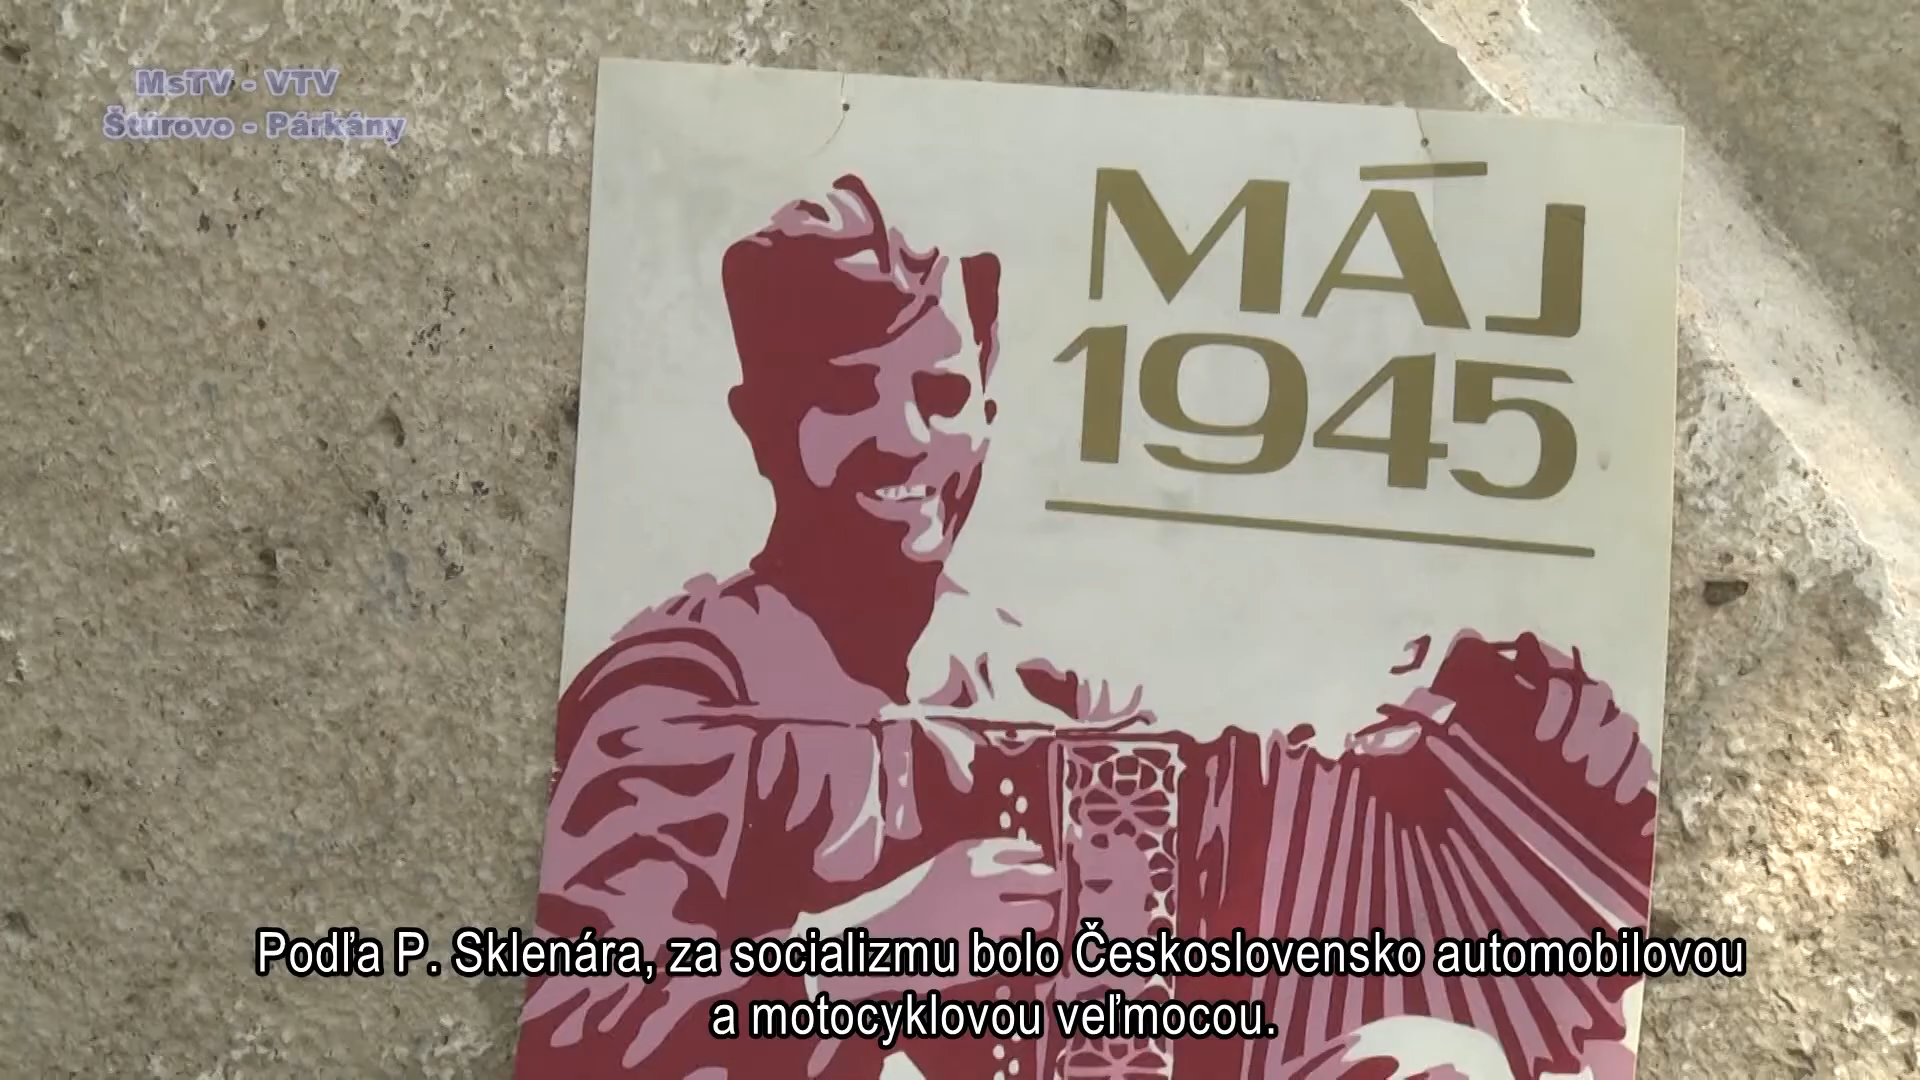 MsTV - VTV
Štúrovo - Párkány
MÁJ
1945
Podľa P. Sklenára, za socializmu bolo Československo automobilovou
a motocyklovou veľmocou.